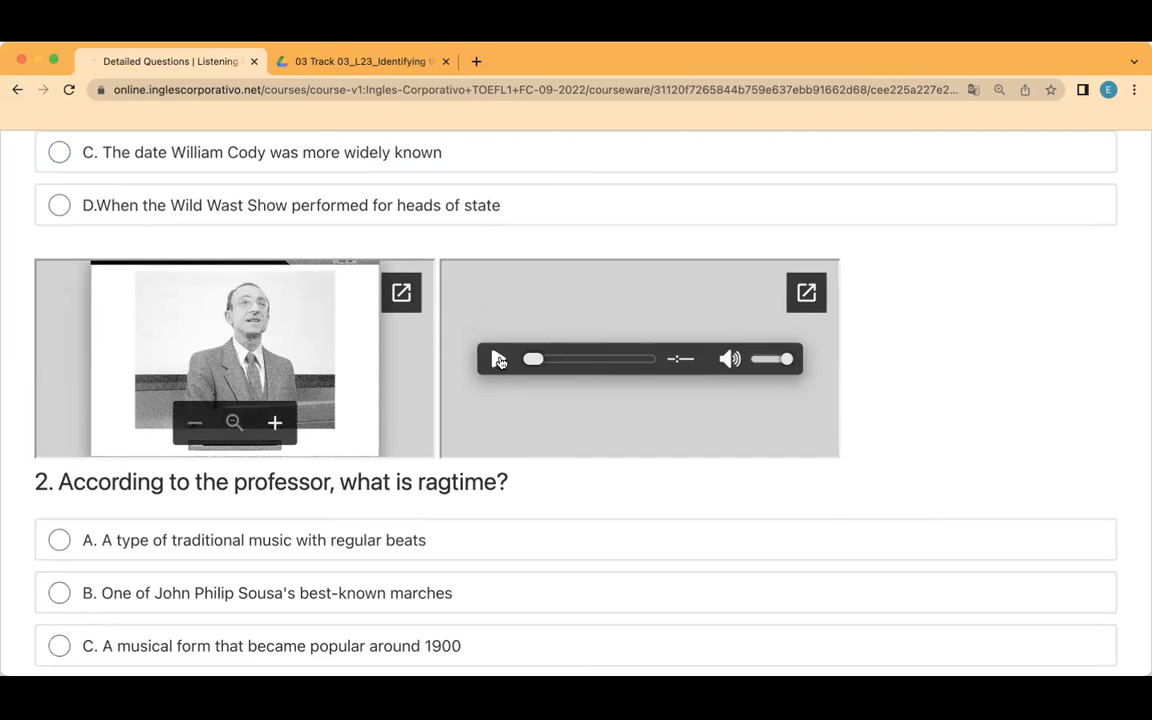 Detailed Questions | Listening
03 Track 03_L23_Identifying t
online.inglescorporativo.net/courses/course-v1:Ingles-Corporativo+TOEFL1+FC-09-2022/courseware/31120f7265844b759e637ebb91662d68/cee225a227e2...
E
C. The date William Cody was more widely known
D.When the Wild Wast Show performed for heads of state
2. According to the professor, what is ragtime?
A. A type of traditional music with regular beats
B. One of John Philip Sousa's best-known marches
C. A musical form that became popular around 1900